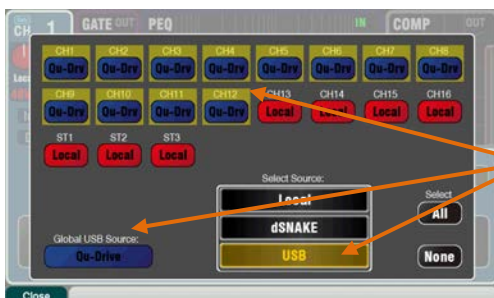 CH 1 GATE OUT PEQ IN COMP OUT
CH1 CH2 CH3 CH4 CH5 CH6 CH7 CH8
Qu-Drv Qu-Drv Qu-Drv Qu-Drv Qu-Drv Qu-Drv Qu-Drv Qu-Drv
CH9 CH10 CH11 CH12 CH13 CH14 CH15 CH16
Qu-Drv Qu-Drv Qu-Drv Qu-Drv Local Local Local Local
ST1 ST2 ST3
Local Local Local
Select Source:
Local
Select
All
dSNAKE
Global USB Source:
Qu-Drive
USB
None
Close